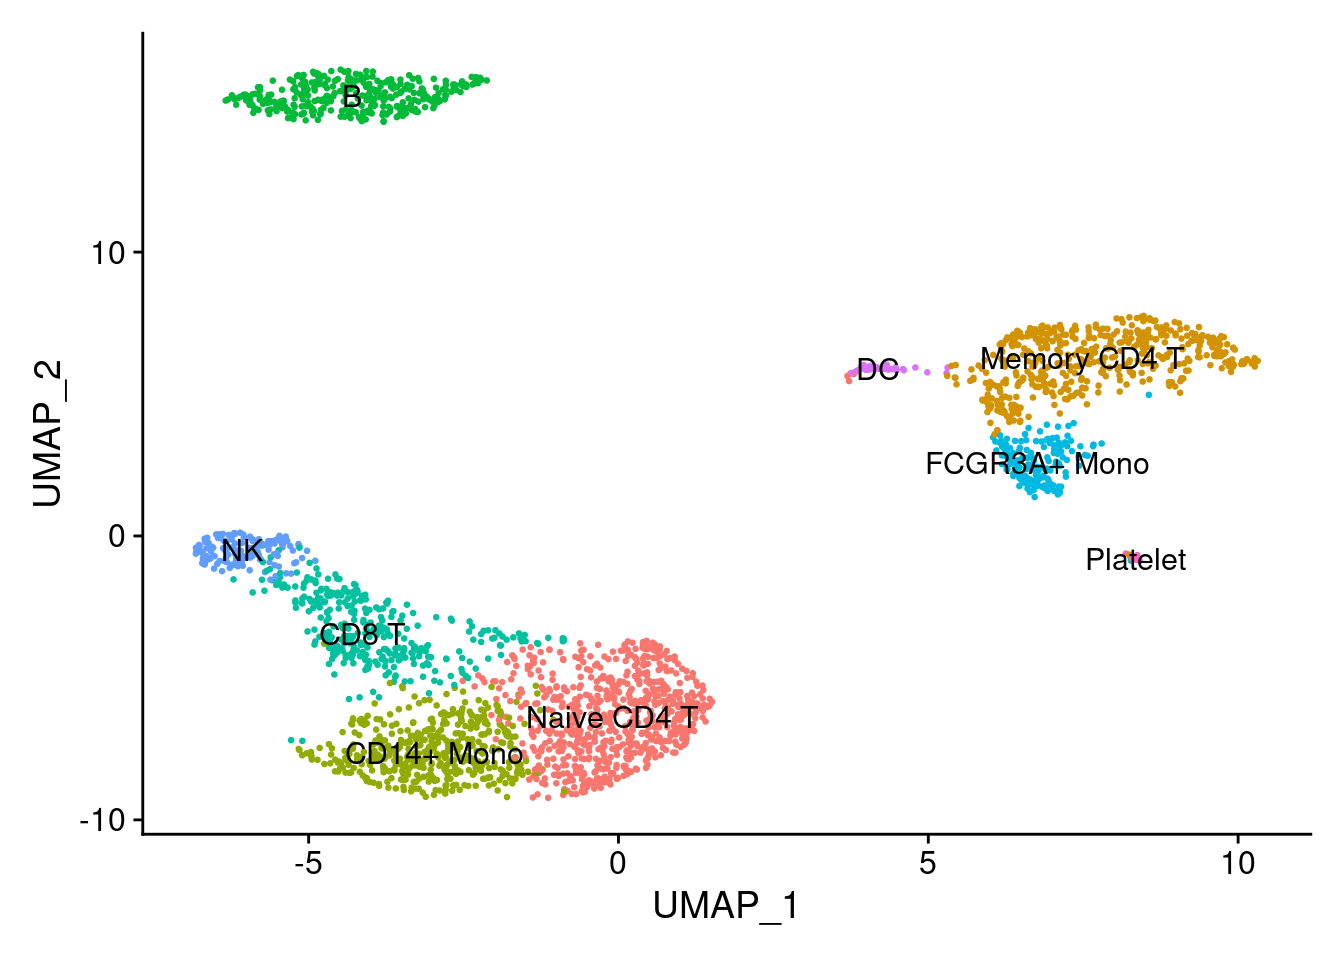 B
10
Memory CD4 T
DC
FCGR3A+ Mono
UMAP_2
0
NK
Platelet
CD8 T
Naive CD4 T
CD14+ Mono
-10
-5
0
5
10
UMAP_1